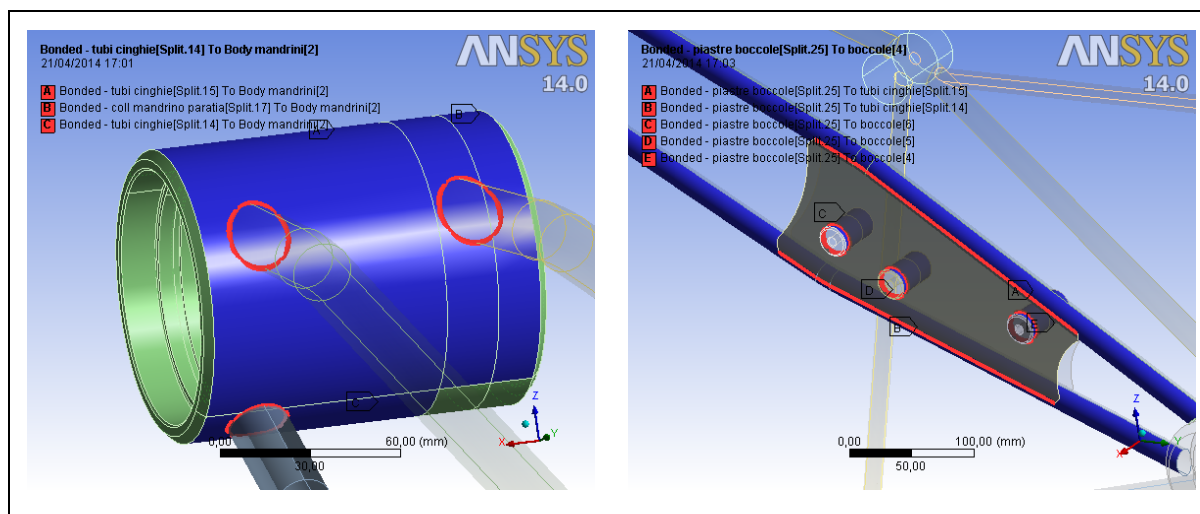 Bonded - tubi cinghie[Split.14] To Body mandrini[2]
21/04/2014 17:01
ANSYS
14.0
A Bonded - tubi cinghie[Split.15] To Body mandrini[2]
B Bonded - coll mandrino paratia[Split.17] To Body mandrini[2]
C Bonded - tubi cinghie[Split.14] To Body mandrini[2]
A
B
C
0,00
60,00 (mm)
30,00
X
Y
Z
Bonded - piastre boccole[Split.25] To boccole[4]
21/04/2014 17:03
ANSYS
14.0
A Bonded - piastre boccole[Split.25] To tubi cinghie[Split.15]
B Bonded - piastre boccole[Split.25] To tubi cinghie[Split.14]
C Bonded - piastre boccole[Split.25] To boccole[6]
D Bonded - piastre boccole[Split.25] To boccole[5]
E Bonded - piastre boccole[Split.25] To boccole[4]
C
D
A
E
B
0,00
100,00 (mm)
50,00
Z
Y
X